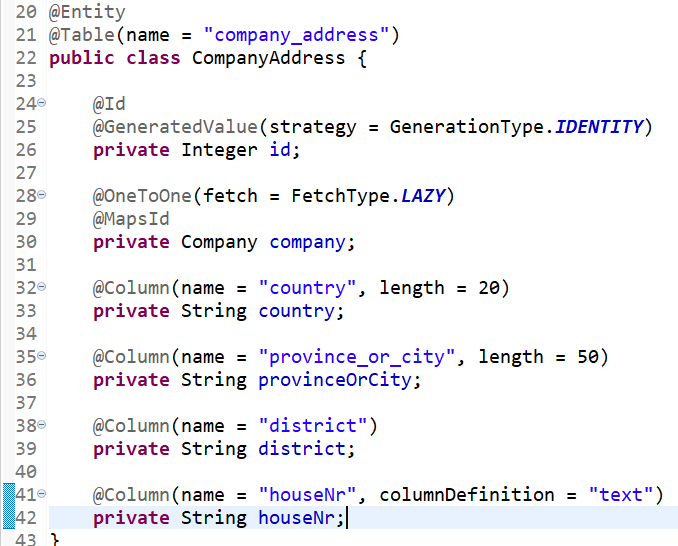 20 @Entity
21 @Table(name = "company_address")
22 public class CompanyAddress {
23
24 @Id
25 @GeneratedValue(strategy = GenerationType.IDENTITY)
26 private Integer id;
27
28 @OneToOne(fetch = FetchType.LAZY)
29 @MapsId
30 private Company company;
31
32 @Column(name = "country", length = 20)
33 private String country;
34
35 @Column(name = "province_or_city", length = 50)
36 private String provinceOrCity;
37
38 @Column(name = "district")
39 private String district;
40
41 @Column(name = "houseNr", columnDefinition = "text")
42 private String houseNr;
43 }